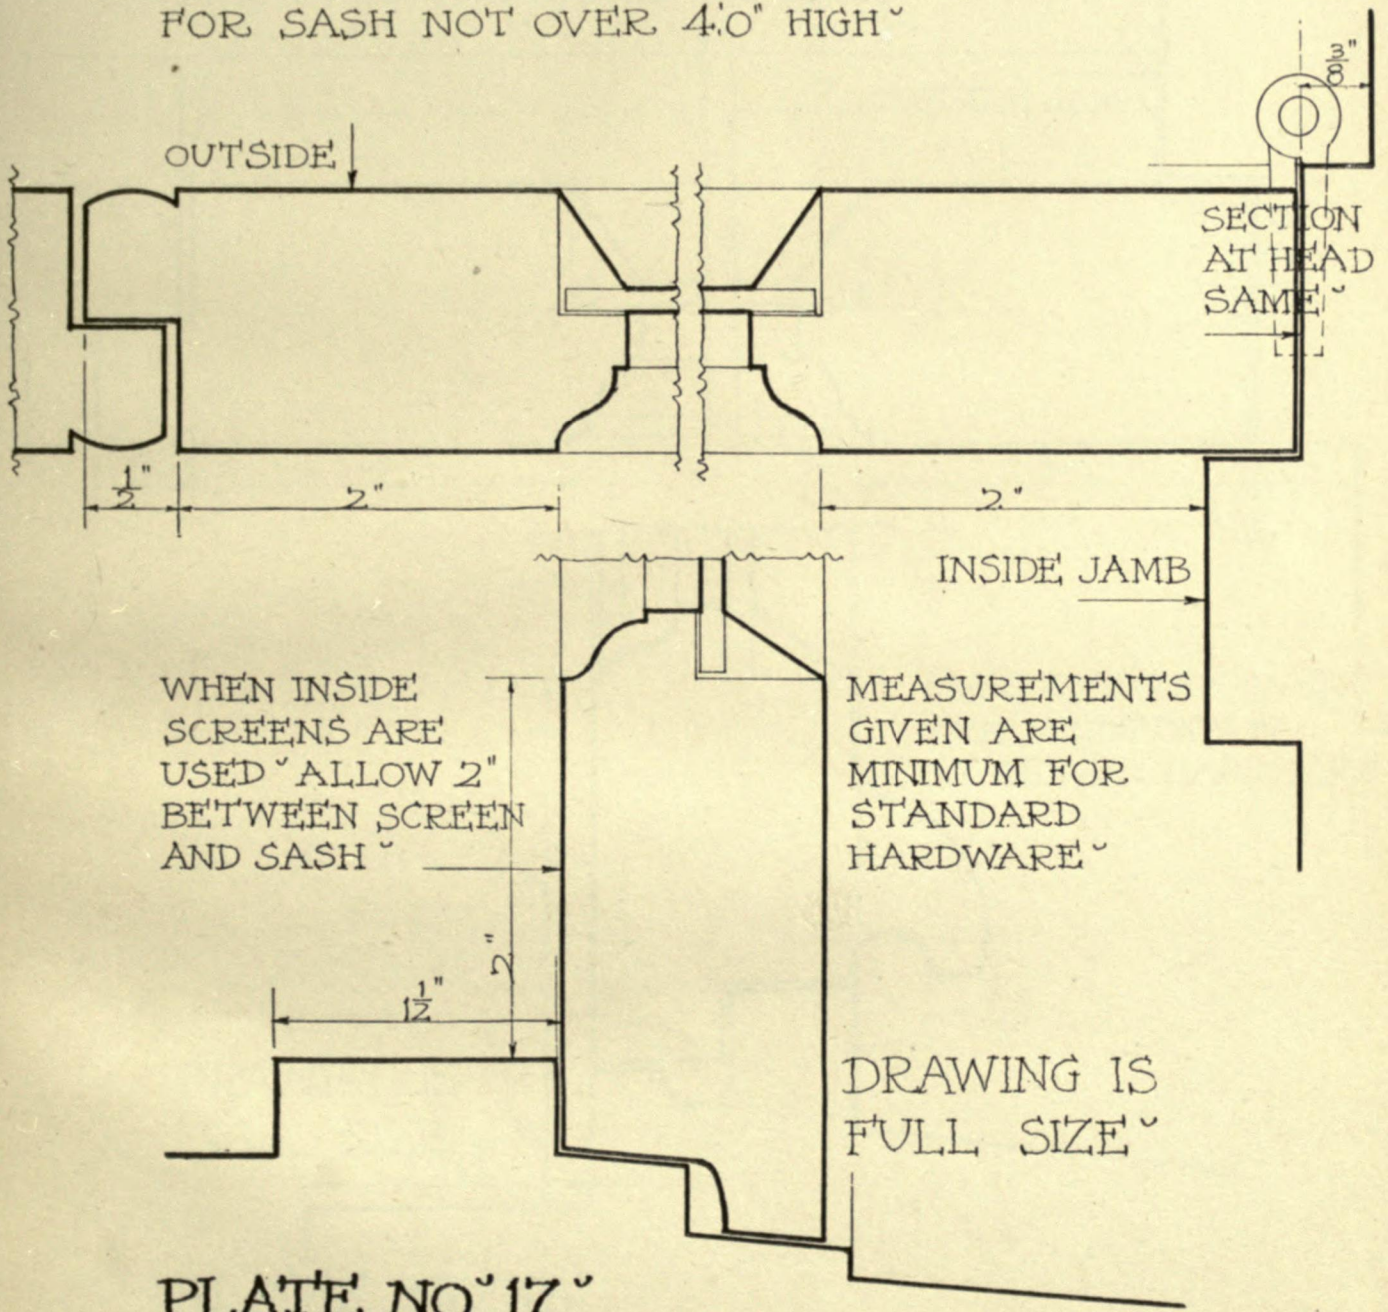 FOR SASH NOT OVER 4'0" HIGH
3/8"
OUTSIDE
SECTION
AT HEAD
SAME
1/2"
2"
2"
INSIDE JAMB
WHEN INSIDE
SCREENS ARE
USED ˘ ALLOW 2"
BETWEEN SCREEN
AND SASH ˘
MEASUREMENTS
GIVEN ARE
MINIMUM FOR
STANDARD
HARDWARE ˘
2"
1 1/2"
DRAWING IS
FULL SIZE ˘
PLATE NO ˘ 17 ˘